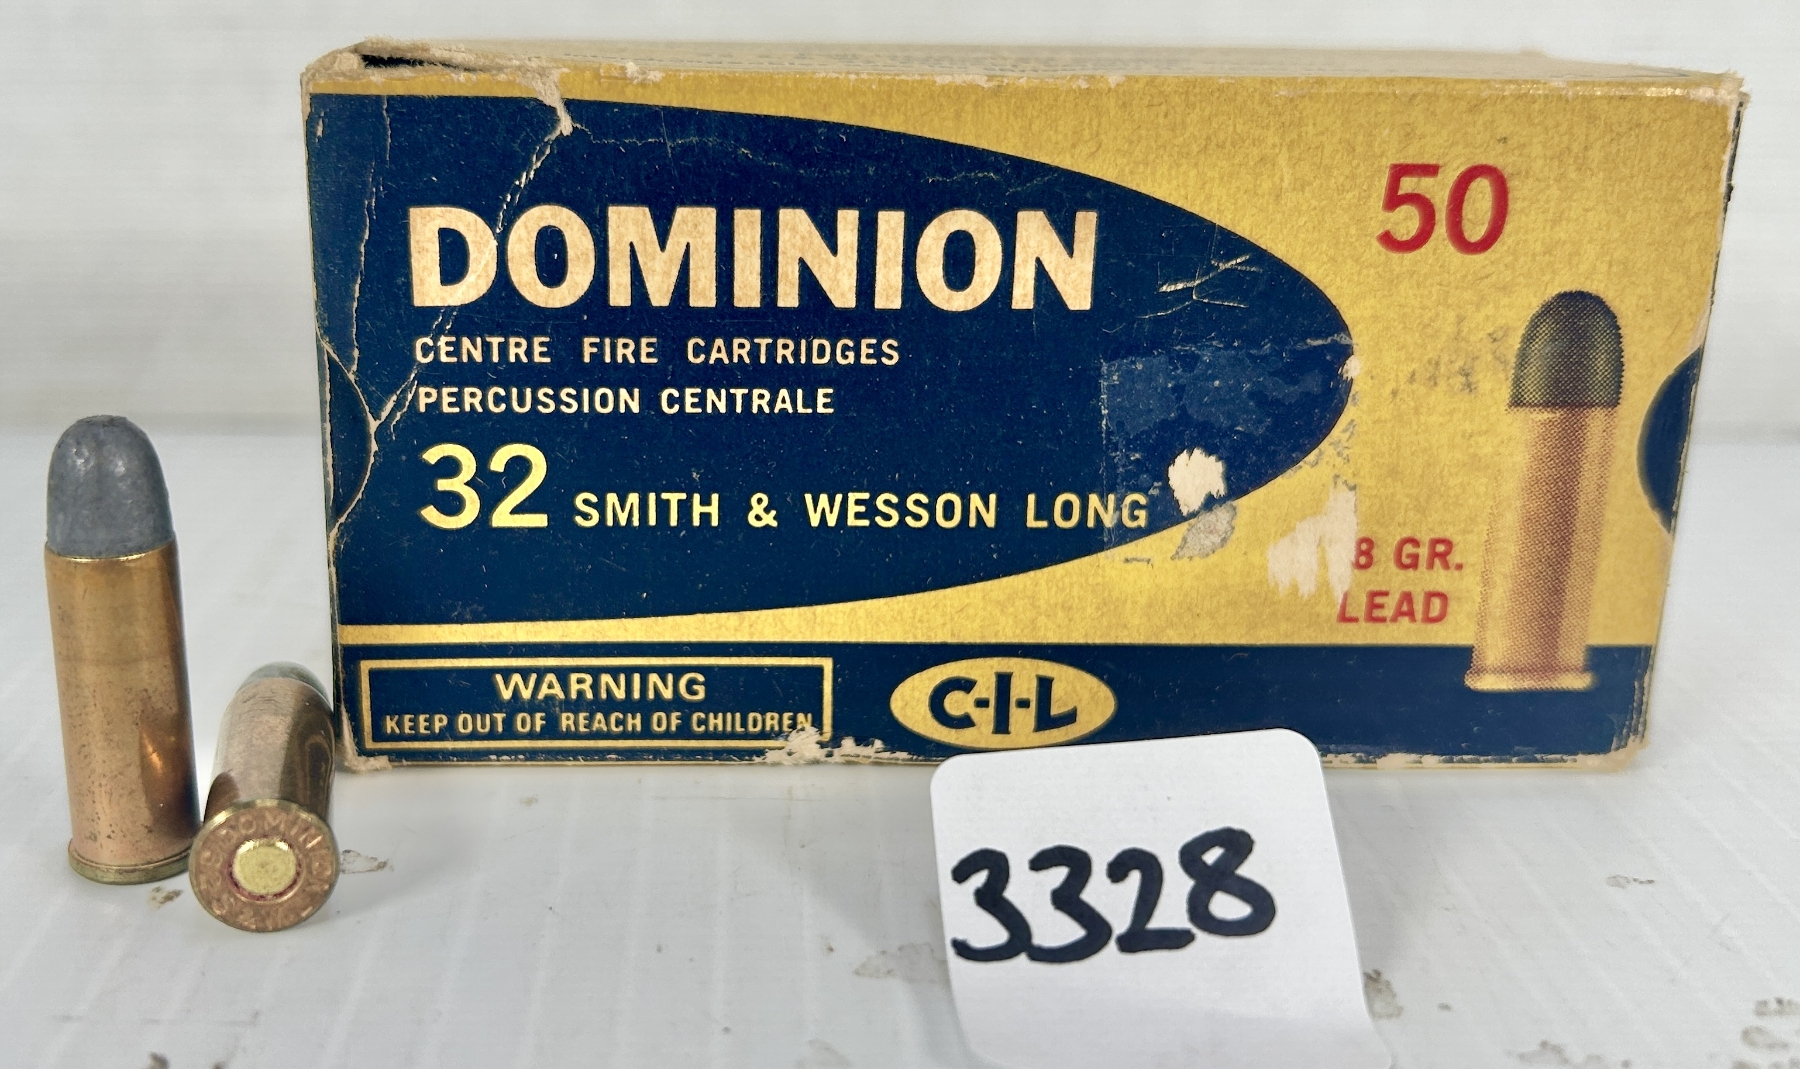 DOMINION
CENTRE FIRE CARTRIDGES
PERCUSSION CENTRALE
32 SMITH & WESSON LONG
50
8 GR.
LEAD
WARNING
KEEP OUT OF REACH OF CHILDREN
C-I-L
DOMINION
3328